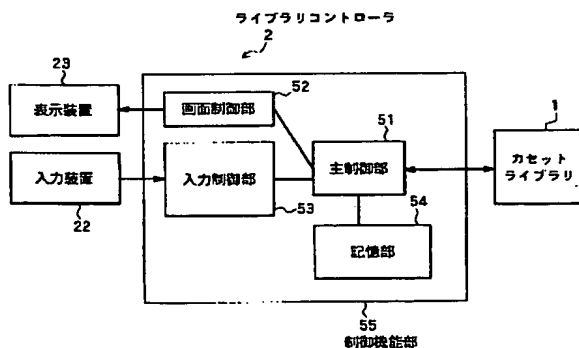 ライブラリコントローラ
2
23
表示装置
52
画面制御部
51
主制御部
1
カセット
ライブラリ
入力装置
22
入力制御部
53
54
記憶部
55
制御機能部